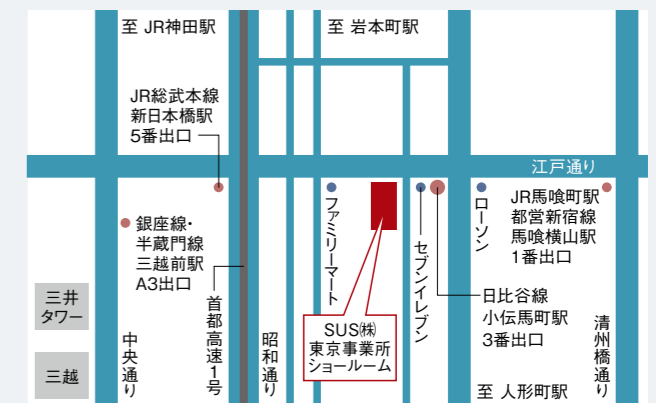 至 JR神田駅
至 岩本町駅
JR総武本線
新日本橋駅
5番出口
江戸通り
銀座線・
半蔵門線
三越前駅
A3出口
ファミリーマート
セブンイレブン
ローソン
JR馬喰町駅
都営新宿線
馬喰横山駅
1番出口
日比谷線
小伝馬町駅
3番出口
三井
タワー
三越
中央通り
首都高速1号
昭和通り
SUS㈱
東京事業所
ショールーム
清州橋通り
至 人形町駅